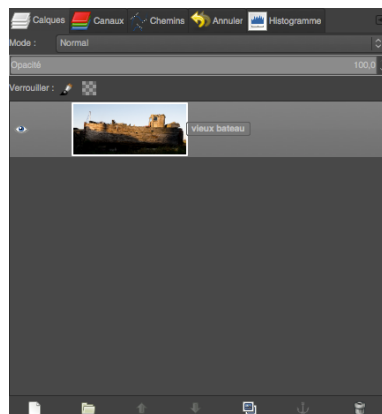 Calques Canaux Chemins Annuler Histogramme
Mode : Normal
Opacité 100,0
Verrouiller :
vieux bateau